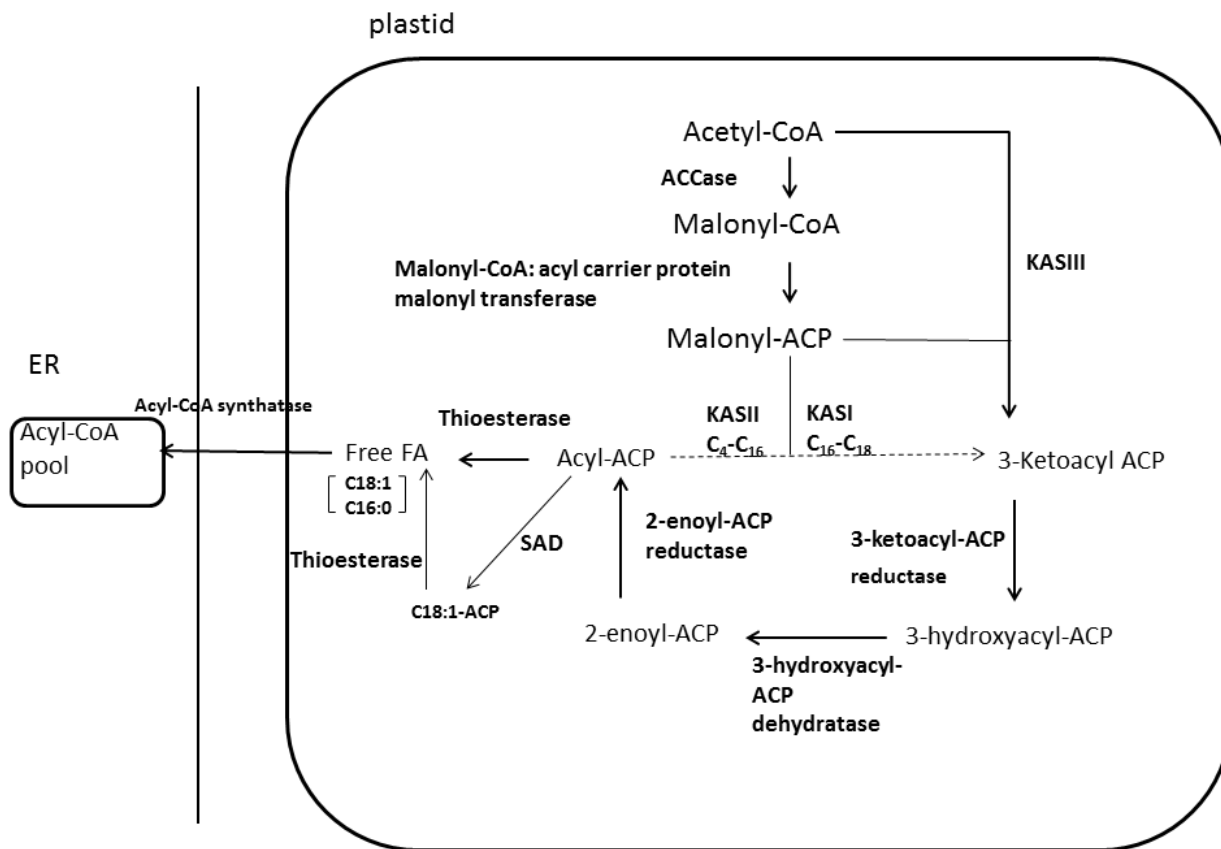 plastid
Acetyl-CoA
ACCase
Malonyl-CoA
KASIII
Malonyl-CoA: acyl carrier protein
malonyl transferase
Malonyl-ACP
ER
Acyl-CoA synthatase
Acyl-CoA
pool
Thioesterase
KASII
C4-C16
KASI
C16-C18
Free FA
C18:1
C16:0
Acyl-ACP
3-Ketoacyl ACP
2-enoyl-ACP
reductase
3-ketoacyl-ACP
reductase
SAD
Thioesterase
C18:1-ACP
2-enoyl-ACP
3-hydroxyacyl-ACP
3-hydroxyacyl-
ACP
dehydratase